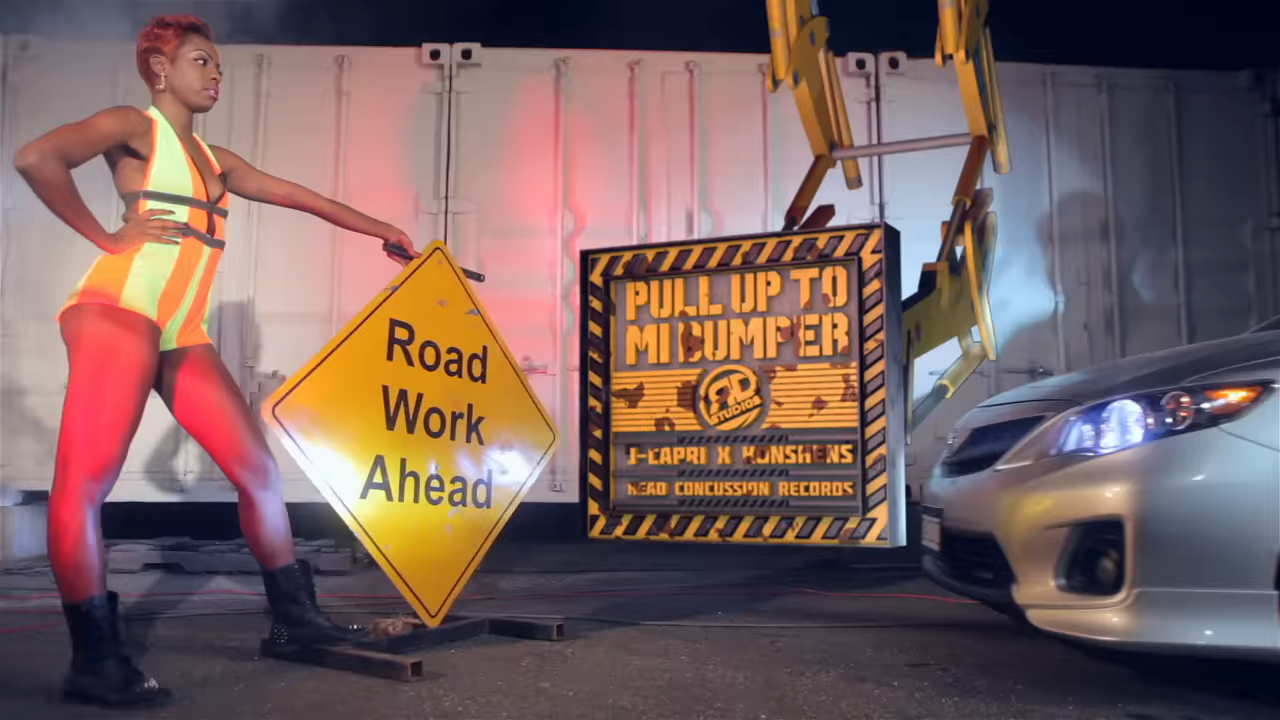 Road
Work
Ahead
PULL UP TO
MI BUMPER
RD
STUDIOS
J-CAPRI X KONSHENS
HEAD CONCUSSION RECORDS